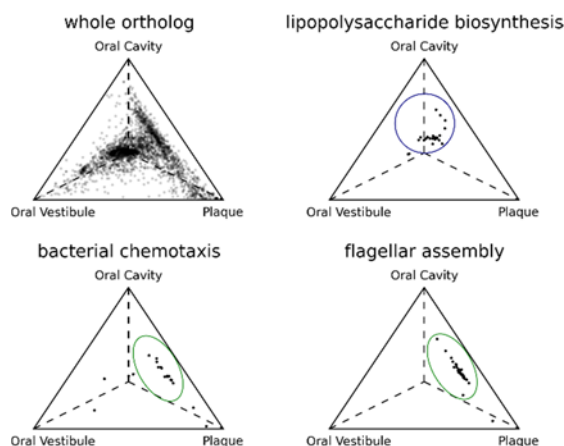 whole ortholog
Oral Cavity
Oral Vestibule
Plaque
lipopolysaccharide biosynthesis
Oral Cavity
Oral Vestibule
Plaque
bacterial chemotaxis
Oral Cavity
Oral Vestibule
Plaque
flagellar assembly
Oral Cavity
Oral Vestibule
Plaque